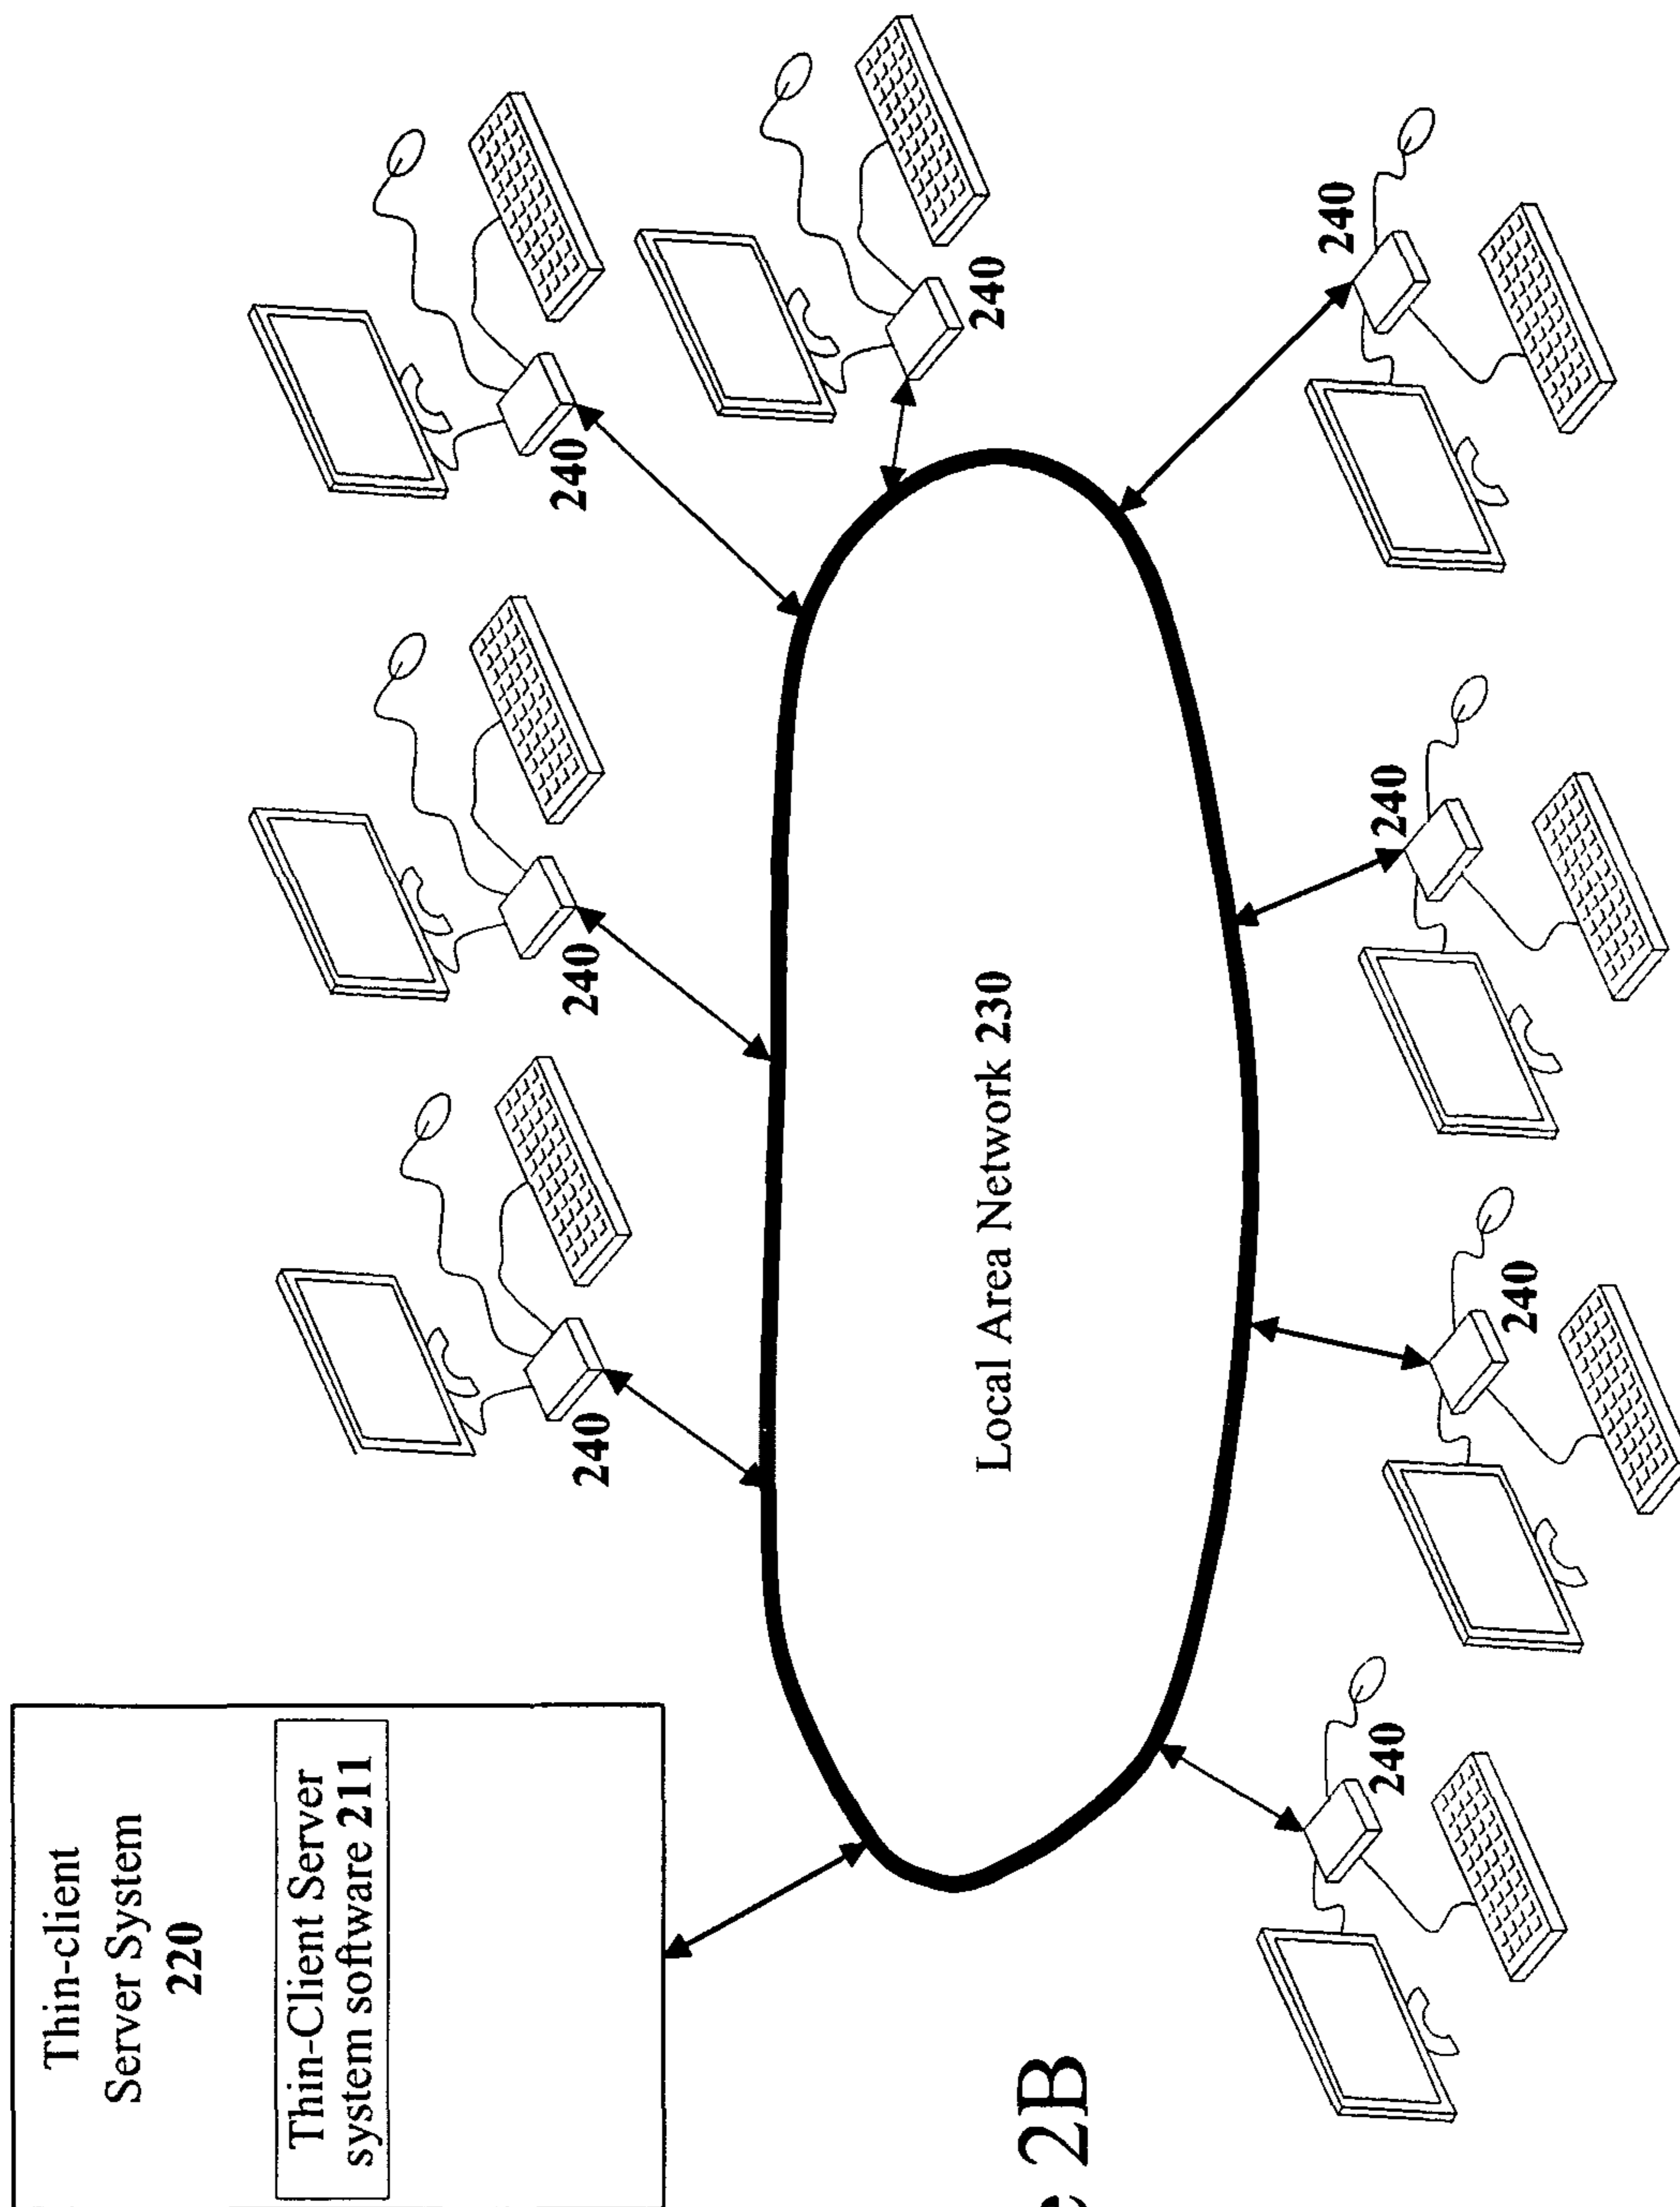 Thin-client
Server System
220
Thin-Client Server
system software 211
240
240
240
240
Local Area Network 230
240
240
240
240
2B